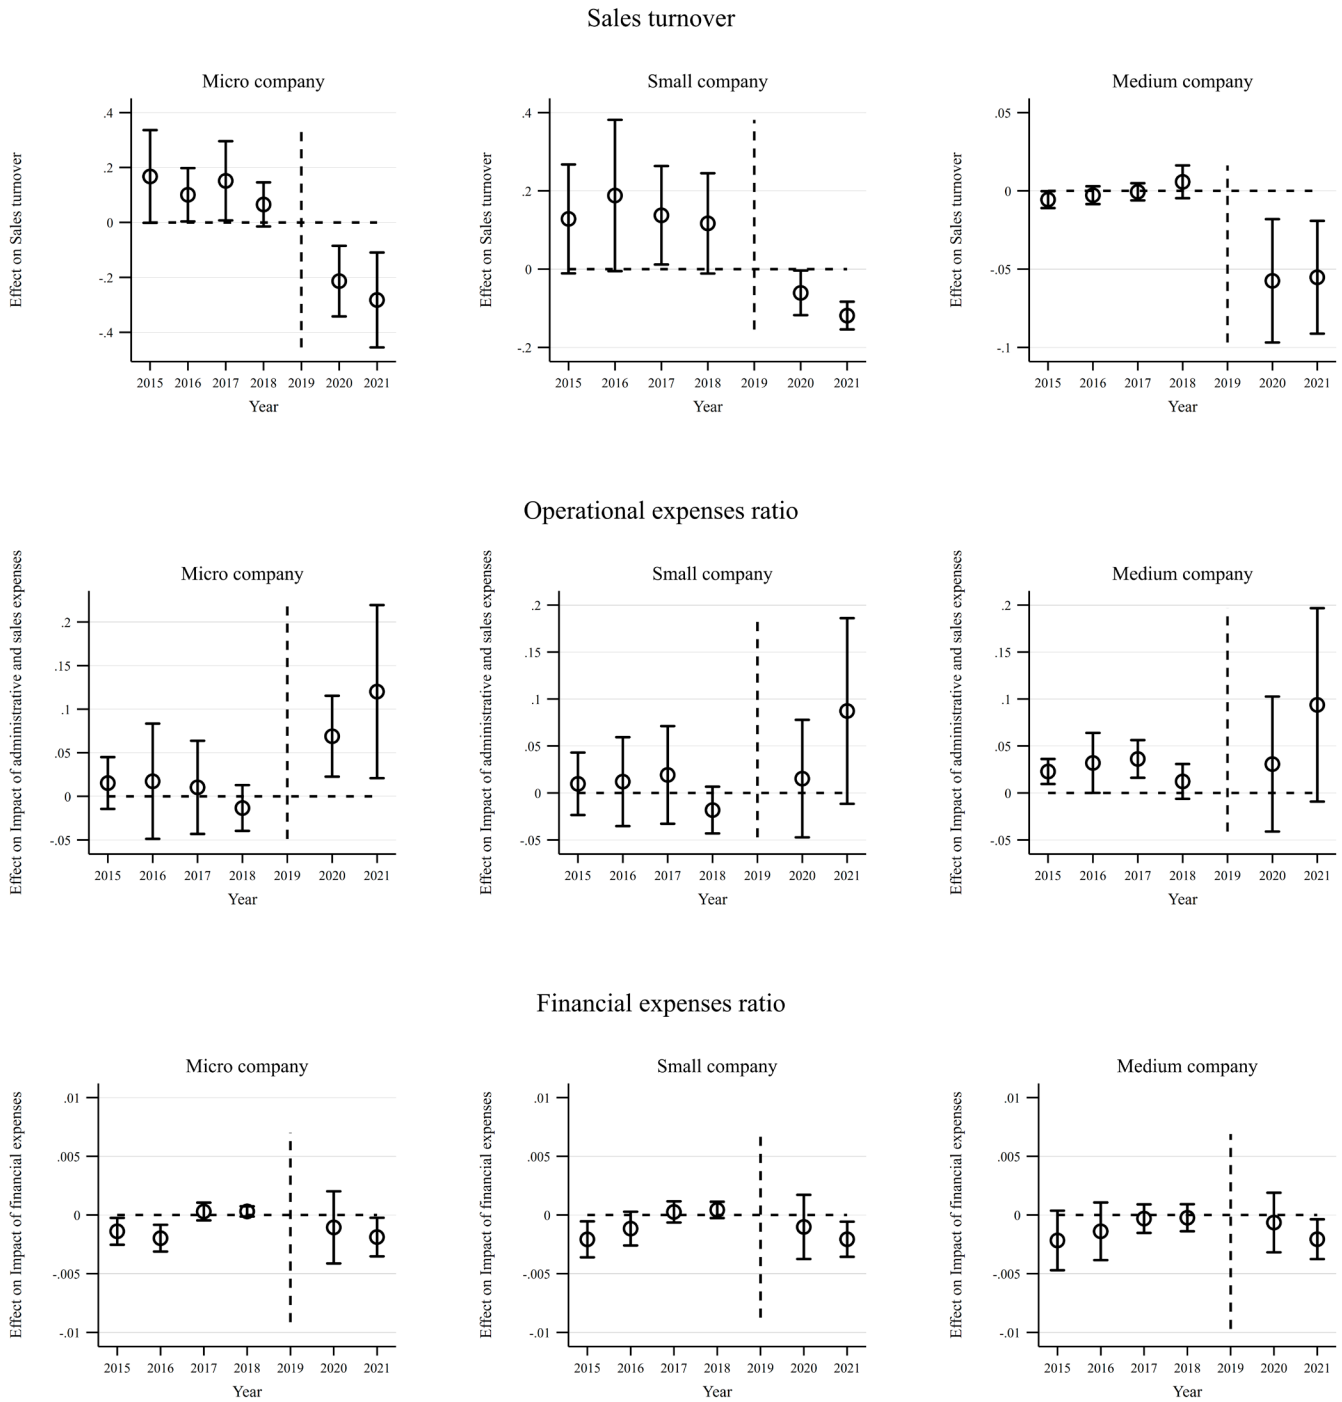 Sales turnover
Micro company
Effect on Sales turnover
.4
.2
0
-.2
-.4
2015 2016 2017 2018 2019 2020 2021
Year
Small company
Effect on Sales turnover
.4
.2
0
-.2
2015 2016 2017 2018 2019 2020 2021
Year
Medium company
Effect on Sales turnover
.05
0
-.05
-.1
2015 2016 2017 2018 2019 2020 2021
Year
Operational expenses ratio
Micro company
Effect on Impact of administrative and sales expenses
.2
.15
.1
.05
0
-.05
2015 2016 2017 2018 2019 2020 2021
Year
Small company
Effect on Impact of administrative and sales expenses
.2
.15
.1
.05
0
-.05
2015 2016 2017 2018 2019 2020 2021
Year
Medium company
Effect on Impact of administrative and sales expenses
.2
.15
.1
.05
0
-.05
2015 2016 2017 2018 2019 2020 2021
Year
Financial expenses ratio
Micro company
Effect on Impact of financial expenses
.01
.005
0
-.005
-.01
2015 2016 2017 2018 2019 2020 2021
Year
Small company
Effect on Impact of financial expenses
.01
.005
0
-.005
-.01
2015 2016 2017 2018 2019 2020 2021
Year
Medium company
Effect on Impact of financial expenses
.01
.005
0
-.005
-.01
2015 2016 2017 2018 2019 2020 2021
Year